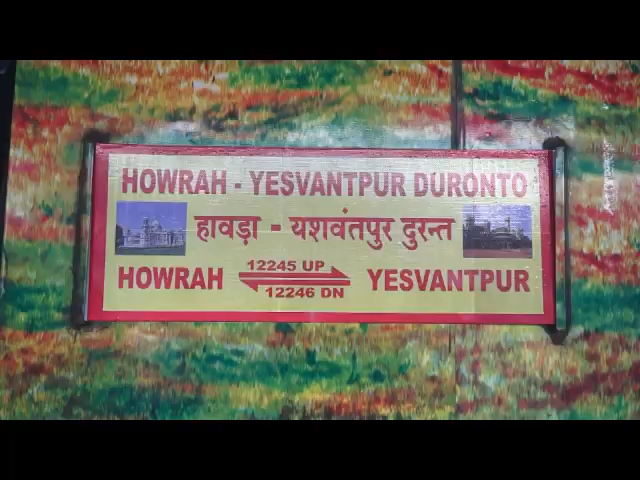 HOWRAH - YESVANTPUR DURONTO
हावड़ा - यशवंतपुर दुरन्त
HOWRAH 12245 UP YESVANTPUR
12246 DN